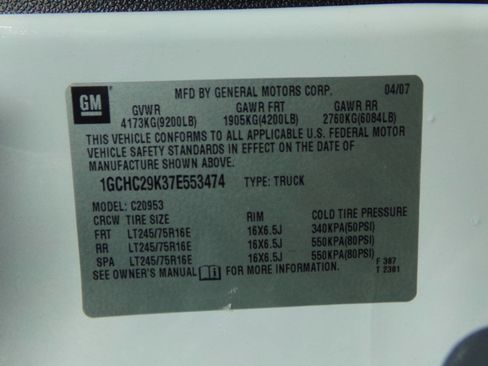 GM
MFD BY GENERAL MOTORS CORP. 04/07
GVWR GAWR FRT GAWR RR
4173KG(9200LB) 1905KG(4200LB) 2760KG(6084LB)
THIS VEHICLE CONFORMS TO ALL APPLICABLE U.S. FEDERAL MOTOR
VEHICLE SAFETY STANDARDS IN EFFECT ON THE DATE OF
MANUFACTURE SHOWN ABOVE.
1GCHC29K37E553474 TYPE: TRUCK
MODEL: C20953
CRCW TIRE SIZE RIM COLD TIRE PRESSURE
FRT LT245/75R16E 16X6.5J 340KPA(50PSI)
RR LT245/75R16E 16X6.5J 550KPA(80PSI)
SPA LT245/75R16E 16X6.5J 550KPA(80PSI)
SEE OWNER'S MANUAL FOR MORE INFORMATION.
F 387
T 2381